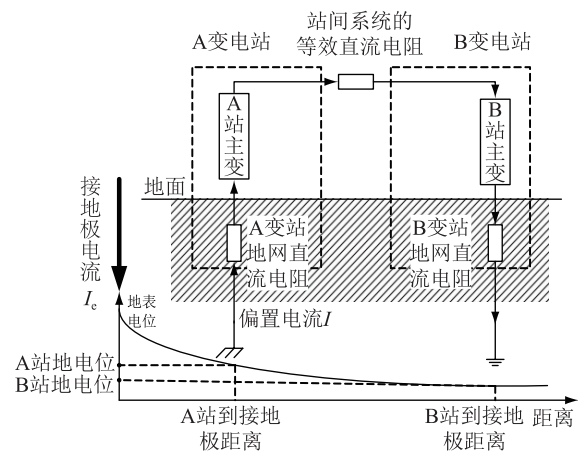 站间系统的
等效直流电阻
A变电站
B变电站
A站主变
B站主变
接地极电流
I_e
地面
A变站
地网直
流电阻
B变站
地网直
流电阻
地表
电位
偏置电流I
A站地电位
B站地电位
A站到接地
极距离
B站到接地
极距离
距离